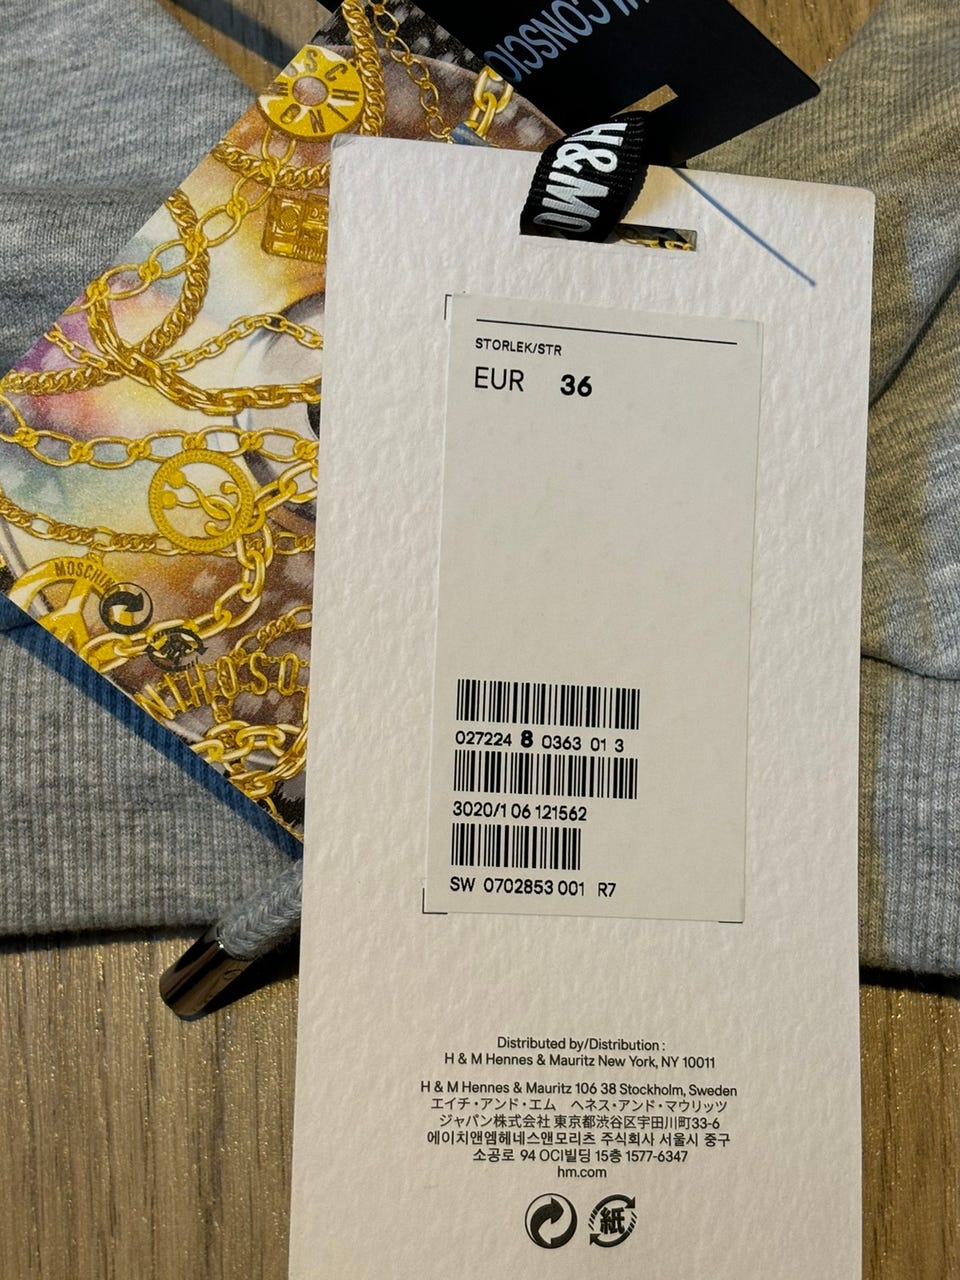 CONSCIO
MOSCHINO
H&M
STORLEK/STR
EUR 36
MOSCHIN
MOSCHINO
027224 8 0363 01 3
3020/1 06 121562
SW 0702853 001 R7
Distributed by/Distribution :
H & M Hennes & Mauritz New York, NY 10011
H & M Hennes & Mauritz 106 38 Stockholm, Sweden
エイチ・アンド・エム ヘネス・アンド・マウリッツ
ジャパン株式会社 東京都渋谷区宇田川町33-6
에이치앤엠헤네스앤모리츠 주식회사 서울시 중구
소공로 94 OCI빌딩 15층 1577-6347
hm.com
紙
紙